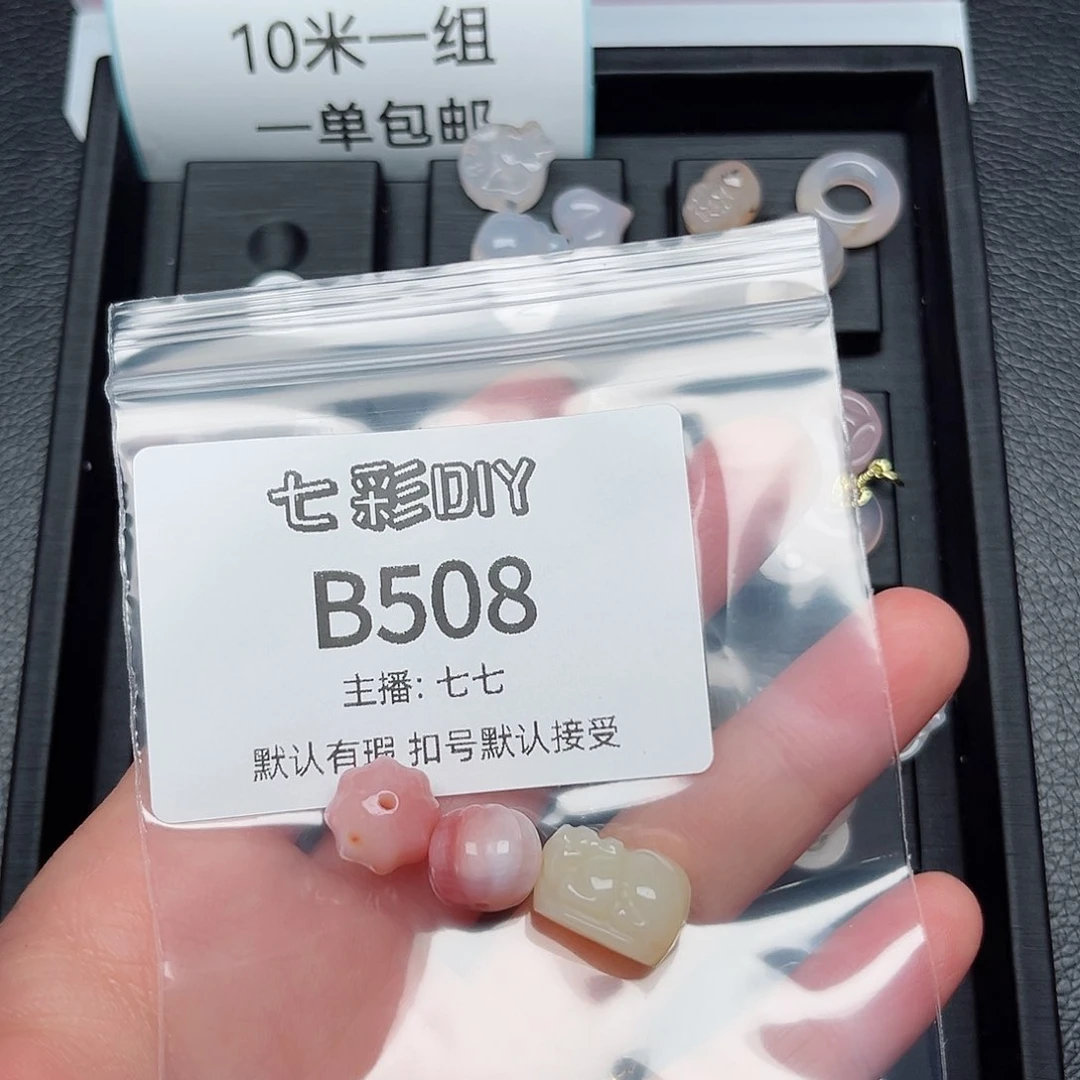 10米一组
一单包邮
七彩DIY
B508
主播: 七七
默认有瑕 扣号默认接受